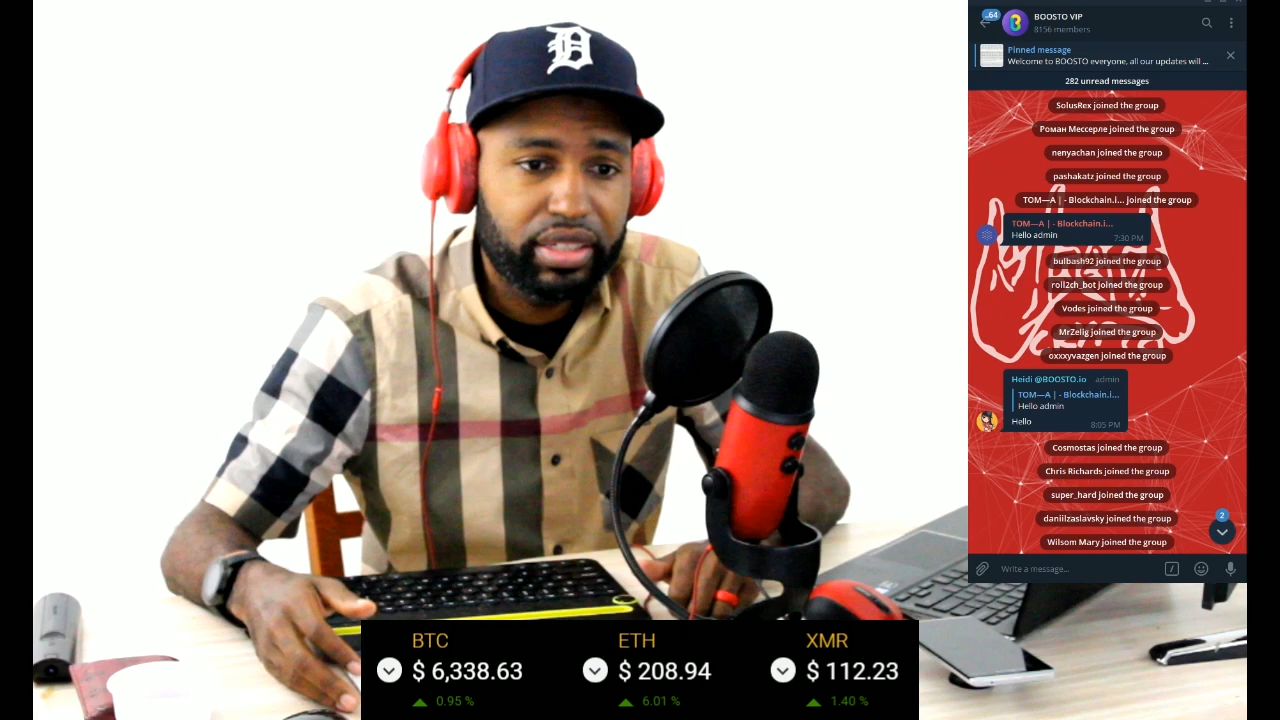 D
..64
BOOSTO VIP
8156 members
Pinned message
Welcome to BOOSTO everyone, all our updates will ...
282 unread messages
SolusRex joined the group
Роман Мессерле joined the group
nenyachan joined the group
pashakatz joined the group
TOM—A | - Blockchain.i... joined the group
TOM—A | - Blockchain.i...
Hello admin
7:30 PM
bulbash92 joined the group
roll2ch_bot joined the group
Vodes joined the group
MrZelig joined the group
oxxxyvazgen joined the group
Heidi @BOOSTO.io admin
TOM—A | - Blockchain.i...
Hello admin
Hello
8:05 PM
Cosmostas joined the group
Chris Richards joined the group
super_hard joined the group
daniilzaslavsky joined the group
2
Wilsom Mary joined the group
Write a message...
BTC
$ 6,338.63
0.95 %
ETH
$ 208.94
6.01 %
XMR
$ 112.23
1.40 %